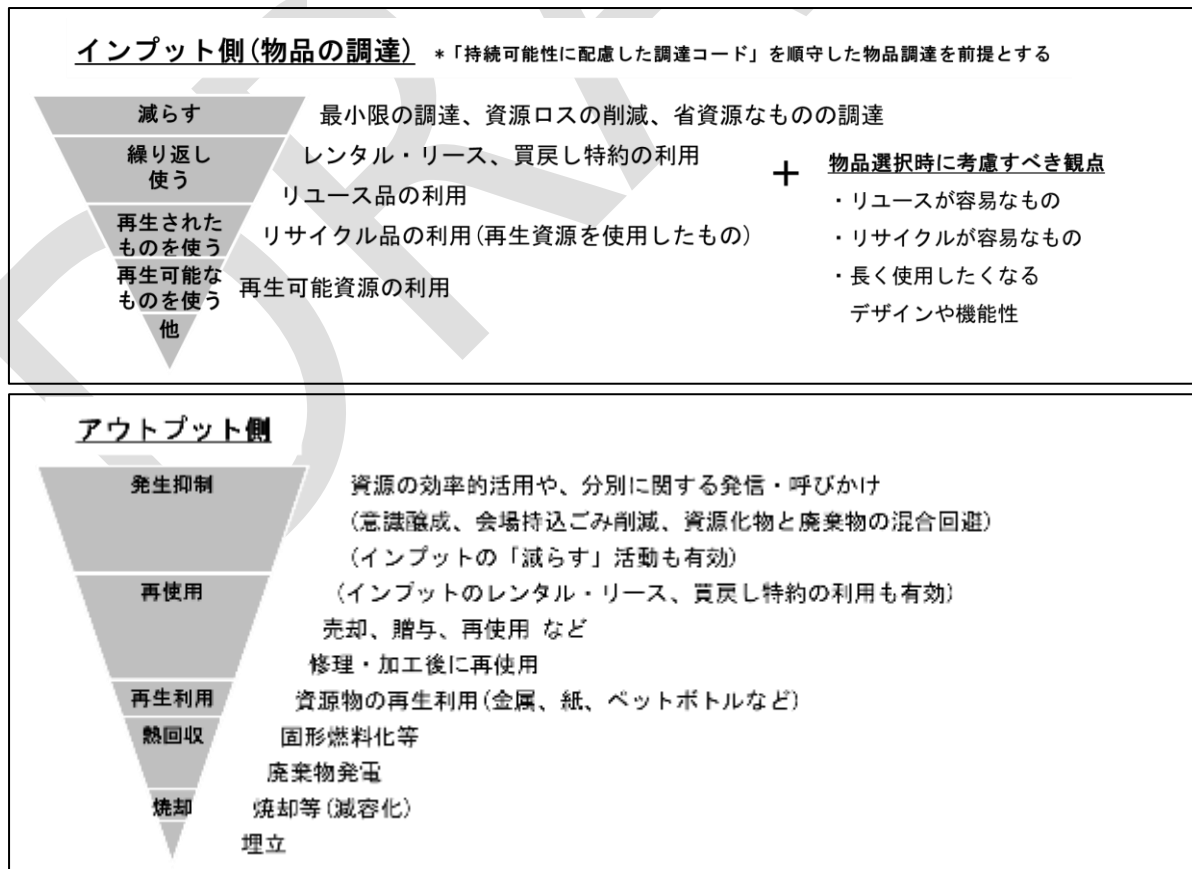 インプット側(物品の調達) *「持続可能性に配慮した調達コード」を順守した物品調達を前提とする
減らす
最小限の調達、資源ロスの削減、省資源なものの調達
繰り返し
使う
レンタル・リース、買戻し特約の利用
リユース品の利用
再生された
ものを使う
リサイクル品の利用(再生資源を使用したもの)
再生可能な
ものを使う
再生可能資源の利用
他
+
物品選択時に考慮すべき観点
・リユースが容易なもの
・リサイクルが容易なもの
・長く使用したくなる
デザインや機能性
アウトプット側
発生抑制
資源の効率的活用や、分別に関する発信・呼びかけ
(意識醸成、会場持込ごみ削減、資源化物と廃棄物の混合回避)
(インプットの「減らす」活動も有効)
再使用
(インプットのレンタル・リース、買戻し特約の利用も有効)
売却、贈与、再使用 など
修理・加工後に再使用
再生利用
資源物の再生利用(金属、紙、ペットボトルなど)
熱回収
固形燃料化等
廃棄物発電
焼却
焼却等(減容化)
埋立